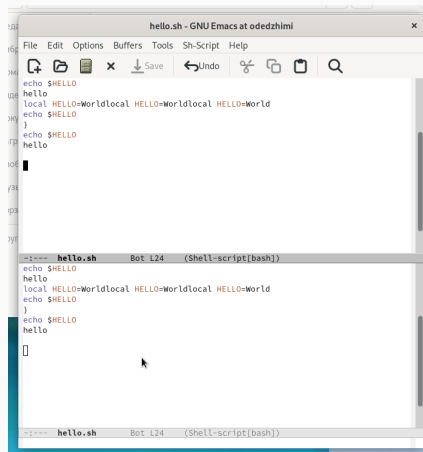 hello.sh - GNU Emacs at odedzhimi
File Edit Options Buffers Tools Sh-Script Help
Save Undo
echo $HELLO
hello
local HELLO=Worldlocal HELLO=Worldlocal HELLO=World
echo $HELLO
}
echo $HELLO
hello
-:--- hello.sh Bot L24 (Shell-script[bash])
echo $HELLO
hello
local HELLO=Worldlocal HELLO=Worldlocal HELLO=World
echo $HELLO
}
echo $HELLO
hello
-:--- hello.sh Bot L24 (Shell-script[bash])